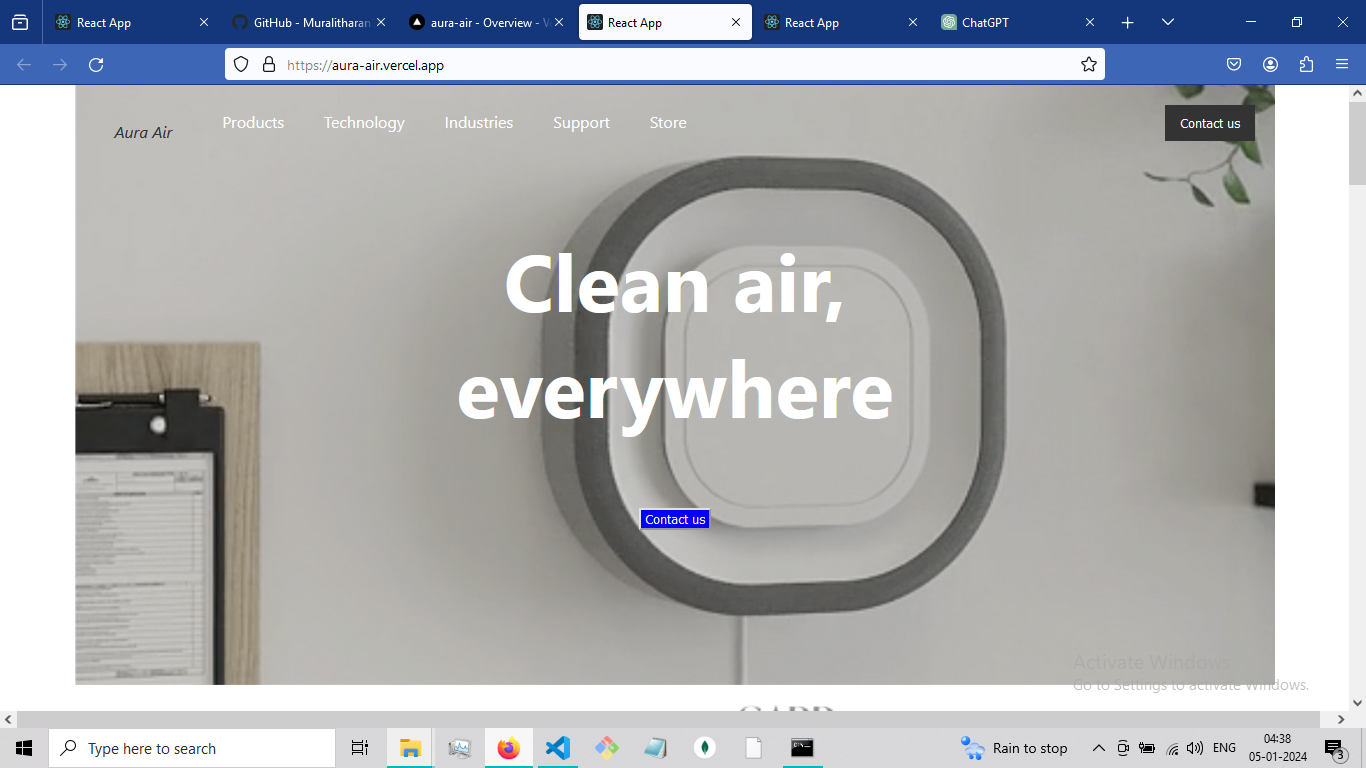 React App
GitHub - Muralitharan
aura-air - Overview - Ve
React App
React App
ChatGPT
https://aura-air.vercel.app
Aura Air
Products
Technology
Industries
Support
Store
Contact us
Clean air,
everywhere
Contact us
Activate Windows
Go to Settings to activate Windows.
Type here to search
Rain to stop
ENG
04:38
05-01-2024
3